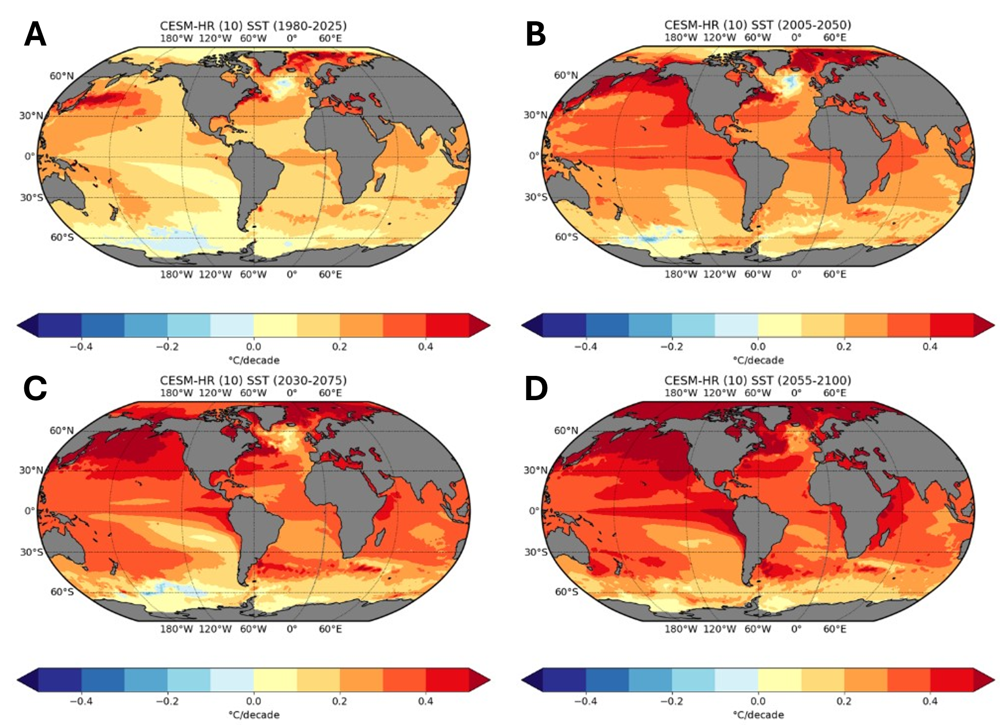 A
CESM-HR (10) SST (1980-2025)
180°W 120°W 60°W 0° 60°E
60°N
30°N
0°
30°S
60°S
180°W 120°W 60°W 0° 60°E
−0.4 −0.2 0.0 0.2 0.4
°C/decade
B
CESM-HR (10) SST (2005-2050)
180°W 120°W 60°W 0° 60°E
60°N
30°N
0°
30°S
60°S
180°W 120°W 60°W 0° 60°E
−0.4 −0.2 0.0 0.2 0.4
°C/decade
C
CESM-HR (10) SST (2030-2075)
180°W 120°W 60°W 0° 60°E
60°N
30°N
0°
30°S
60°S
180°W 120°W 60°W 0° 60°E
−0.4 −0.2 0.0 0.2 0.4
°C/decade
D
CESM-HR (10) SST (2055-2100)
180°W 120°W 60°W 0° 60°E
60°N
30°N
0°
30°S
60°S
180°W 120°W 60°W 0° 60°E
−0.4 −0.2 0.0 0.2 0.4
°C/decade